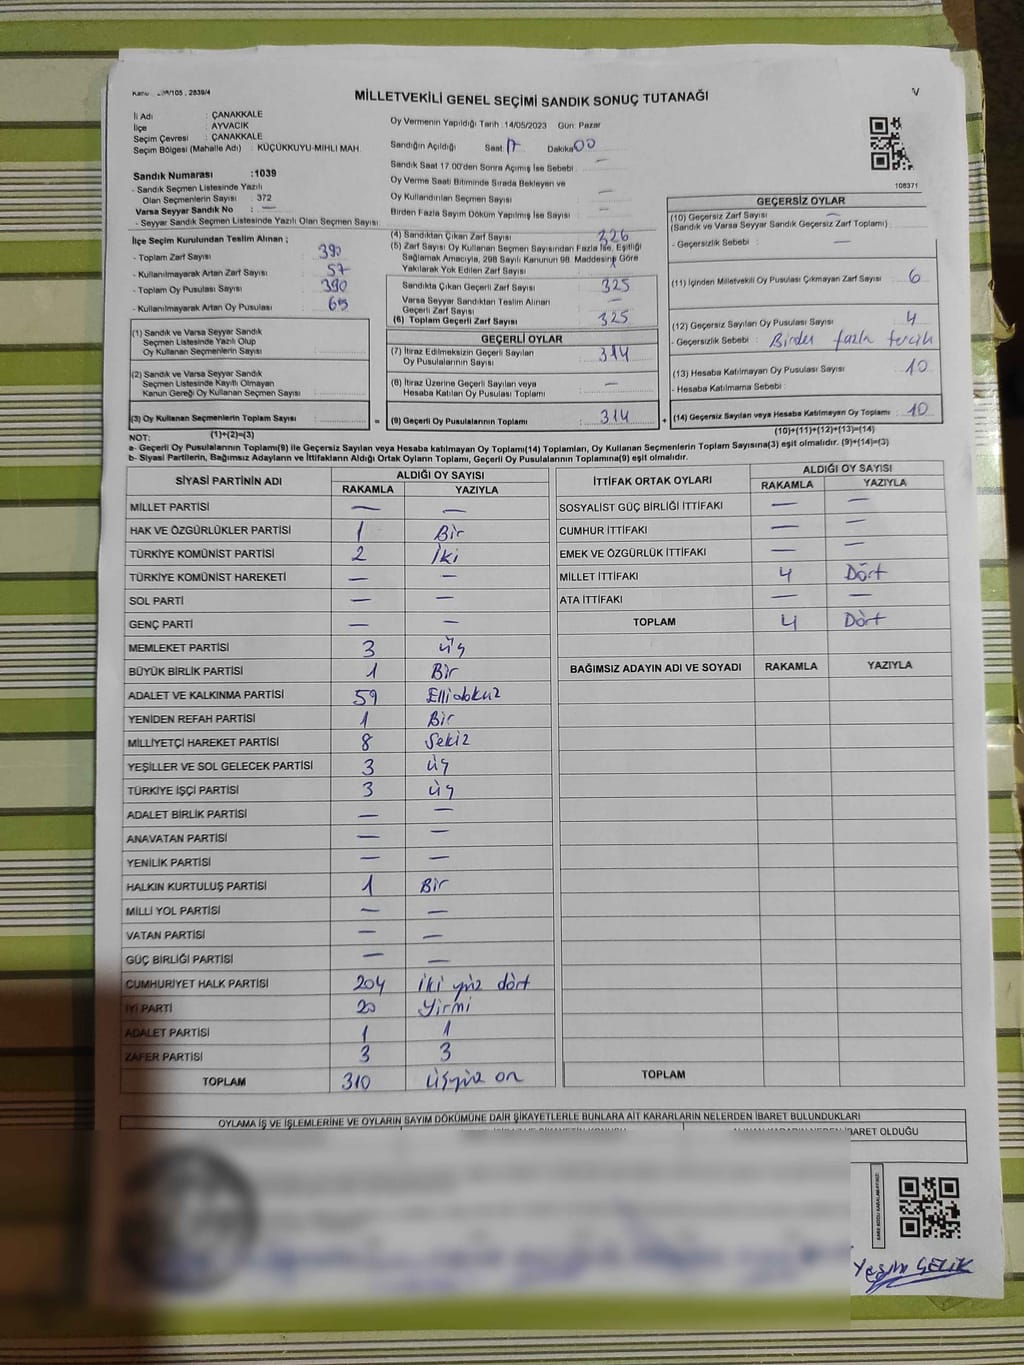 MİLLETVEKİLİ GENEL SEÇİMİ SANDIK SONUÇ TUTANAĞI
V
İl Adı : ÇANAKKALE
İlçe : AYVACIK
Seçim Çevresi : ÇANAKKALE
Seçim Bölgesi (Mahalle Adı) : KÜÇÜKKUYU-MIHLI MAH.
Sandık Numarası :1039
- Sandık Seçmen Listesinde Yazılı
Olan Seçmenlerin Sayısı : 372
Varsa Seyyar Sandık No : —
- Seyyar Sandık Seçmen Listesinde Yazılı Olan Seçmen Sayısı:
İlçe Seçim Kurulundan Teslim Alınan ;
- Toplam Zarf Sayısı : 390
- Kullanılmayarak Artan Zarf Sayısı : 57
- Toplam Oy Pusulası Sayısı : 390
- Kullanılmayarak Artan Oy Pusulası :
(1) Sandık ve Varsa Seyyar Sandık
Seçmen Listesinde Yazılı Olup
Oy Kullanan Seçmenlerin Sayısı :
(2) Sandık ve Varsa Seyyar Sandık
Seçmen Listesinde Kayıtlı Olmayan
Kanun Gereği Oy Kullanan Seçmen Sayısı :
(3) Oy Kullanan Seçmenlerin Toplam Sayısı :
(1)+(2)=(3)
Oy Vermenin Yapıldığı Tarih :14/05/2023 Gün: Pazar
Sandığın Açıldığı Saat 17 Dakika 00
Sandık Saat 17.00'den Sonra Açılmış İse Sebebi : —
Oy Verme Saati Bitiminde Sırada Bekleyen ve
Oy Kullandırılan Seçmen Sayısı : —
Birden Fazla Sayım Döküm Yapılmış İse Sayısı : —
(4) Sandıktan Çıkan Zarf Sayısı : 326
(5) Zarf Sayısı Oy Kullanan Seçmen Sayısından Fazla İse, Eşitliği
Sağlamak Amacıyla, 298 Sayılı Kanunun 98. Maddesine Göre
Yakılarak Yok Edilen Zarf Sayısı : 1
Sandıkta Çıkan Geçerli Zarf Sayısı : 325
Varsa Seyyar Sandıktan Teslim Alınan
Geçerli Zarf Sayısı : —
(6) Toplam Geçerli Zarf Sayısı : 325
GEÇERLİ OYLAR
(7) İtiraz Edilmeksizin Geçerli Sayılan
Oy Pusulalarının Sayısı : 314
(8) İtiraz Üzerine Geçerli Sayılan veya
Hesaba Katılan Oy Pusulası Toplamı : —
= (9) Geçerli Oy Pusulalarının Toplamı : 314 +
108371
GEÇERSİZ OYLAR
(10) Geçersiz Zarf Sayısı : —
(Sandık ve Varsa Seyyar Sandık Geçersiz Zarf Toplamı)
- Geçersizlik Sebebi : —
(11) İçinden Milletvekili Oy Pusulası Çıkmayan Zarf Sayısı : 6
(12) Geçersiz Sayılan Oy Pusulası Sayısı : 4
- Geçersizlik Sebebi : Birden fazla tercih
(13) Hesaba Katılmayan Oy Pusulası Sayısı : 10
- Hesaba Katılmama Sebebi :
(14) Geçersiz Sayılan veya Hesaba Katılmayan Oy Toplamı : 10
(10)+(11)+(12)+(13)=(14)
NOT:
a- Geçerli Oy Pusulalarının Toplamı(9) ile Geçersiz Sayılan veya Hesaba katılmayan Oy Toplam(14) Toplamları, Oy Kullanan Seçmenlerin Toplam Sayısına(3) eşit olmalıdır. (9)+(14)=(3)
b- Siyasi Partilerin, Bağımsız Adayların ve İttifakların Aldığı Ortak Oyların Toplamı, Geçerli Oy Pusulalarının Toplamına(9) eşit olmalıdır.
SİYASİ PARTİNİN ADI ALDIĞI OY SAYISI
RAKAMLA YAZIYLA
MİLLET PARTİSİ — —
HAK VE ÖZGÜRLÜKLER PARTİSİ 1 Bir
TÜRKİYE KOMÜNİST PARTİSİ 2 İki
TÜRKİYE KOMÜNİST HAREKETİ — —
SOL PARTİ — —
GENÇ PARTİ — —
MEMLEKET PARTİSİ 3 üç
BÜYÜK BİRLİK PARTİSİ 1 Bir
ADALET VE KALKINMA PARTİSİ 59 Ellidokuz
YENİDEN REFAH PARTİSİ 1 Bir
MİLLİYETÇİ HAREKET PARTİSİ 8 Sekiz
YEŞİLLER VE SOL GELECEK PARTİSİ 3 üç
TÜRKİYE İŞÇİ PARTİSİ 3 üç
ADALET BİRLİK PARTİSİ — —
ANAVATAN PARTİSİ — —
YENİLİK PARTİSİ — —
HALKIN KURTULUŞ PARTİSİ 1 Bir
MİLLİ YOL PARTİSİ — —
VATAN PARTİSİ — —
GÜÇ BİRLİĞİ PARTİSİ — —
CUMHURİYET HALK PARTİSİ 204 iki yüz dört
İYİ PARTİ 20 Yirmi
ADALET PARTİSİ 1 1
ZAFER PARTİSİ 3 3
TOPLAM 310 üçyüz on
İTTİFAK ORTAK OYLARI ALDIĞI OY SAYISI
RAKAMLA YAZIYLA
SOSYALİST GÜÇ BİRLİĞİ İTTİFAKI — —
CUMHUR İTTİFAKI — —
EMEK VE ÖZGÜRLÜK İTTİFAKI — —
MİLLET İTTİFAKI 4 Dört
ATA İTTİFAKI — —
TOPLAM 4 Dört
BAĞIMSIZ ADAYIN ADI VE SOYADI RAKAMLA YAZIYLA
TOPLAM
OYLAMA İŞ VE İŞLEMLERİNE VE OYLARIN SAYIM DÖKÜMÜNE DAİR ŞİKAYETLERLE BUNLARA AİT KARARLARIN NELERDEN İBARET BULUNDUKLARI
İBARET OLDUĞU
Yeşim ÇELİK